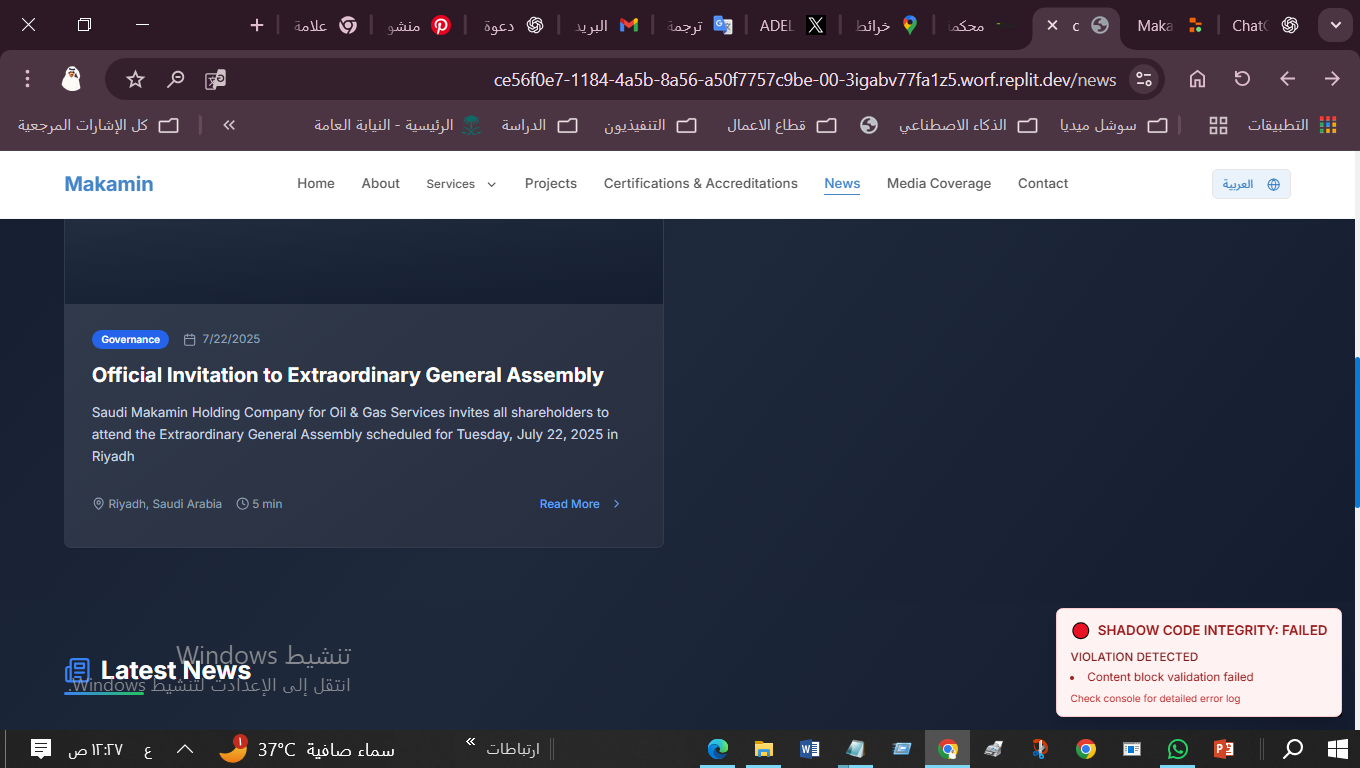 علامة
منشو
دعوة
البريد
ترجمة
ADEL
خرائط
محكمة
c
Maka
ChatG
ce56f0e7-1184-4a5b-8a56-a50f7757c9be-00-3igabv77fa1z5.worf.replit.dev/news
التطبيقات
سوشل ميديا
الذكاء الاصطناعي
قطاع الاعمال
التنفيذيون
الدراسة
الرئيسية - النيابة العامة
»
كل الإشارات المرجعية
Makamin
Home
About
Services
Projects
Certifications & Accreditations
News
Media Coverage
Contact
العربية
Governance
7/22/2025
Official Invitation to Extraordinary General Assembly
Saudi Makamin Holding Company for Oil & Gas Services invites all shareholders to
attend the Extraordinary General Assembly scheduled for Tuesday, July 22, 2025 in
Riyadh
Riyadh, Saudi Arabia
5 min
Read More
Latest News
تنشيط Windows
انتقل إلى الإعدادت لتنشيط Windows.
SHADOW CODE INTEGRITY: FAILED
VIOLATION DETECTED
• Content block validation failed
Check console for detailed error log
ارتباطات
»
سماء صافية 37°C
١
ع
١٢:٢٧ ص